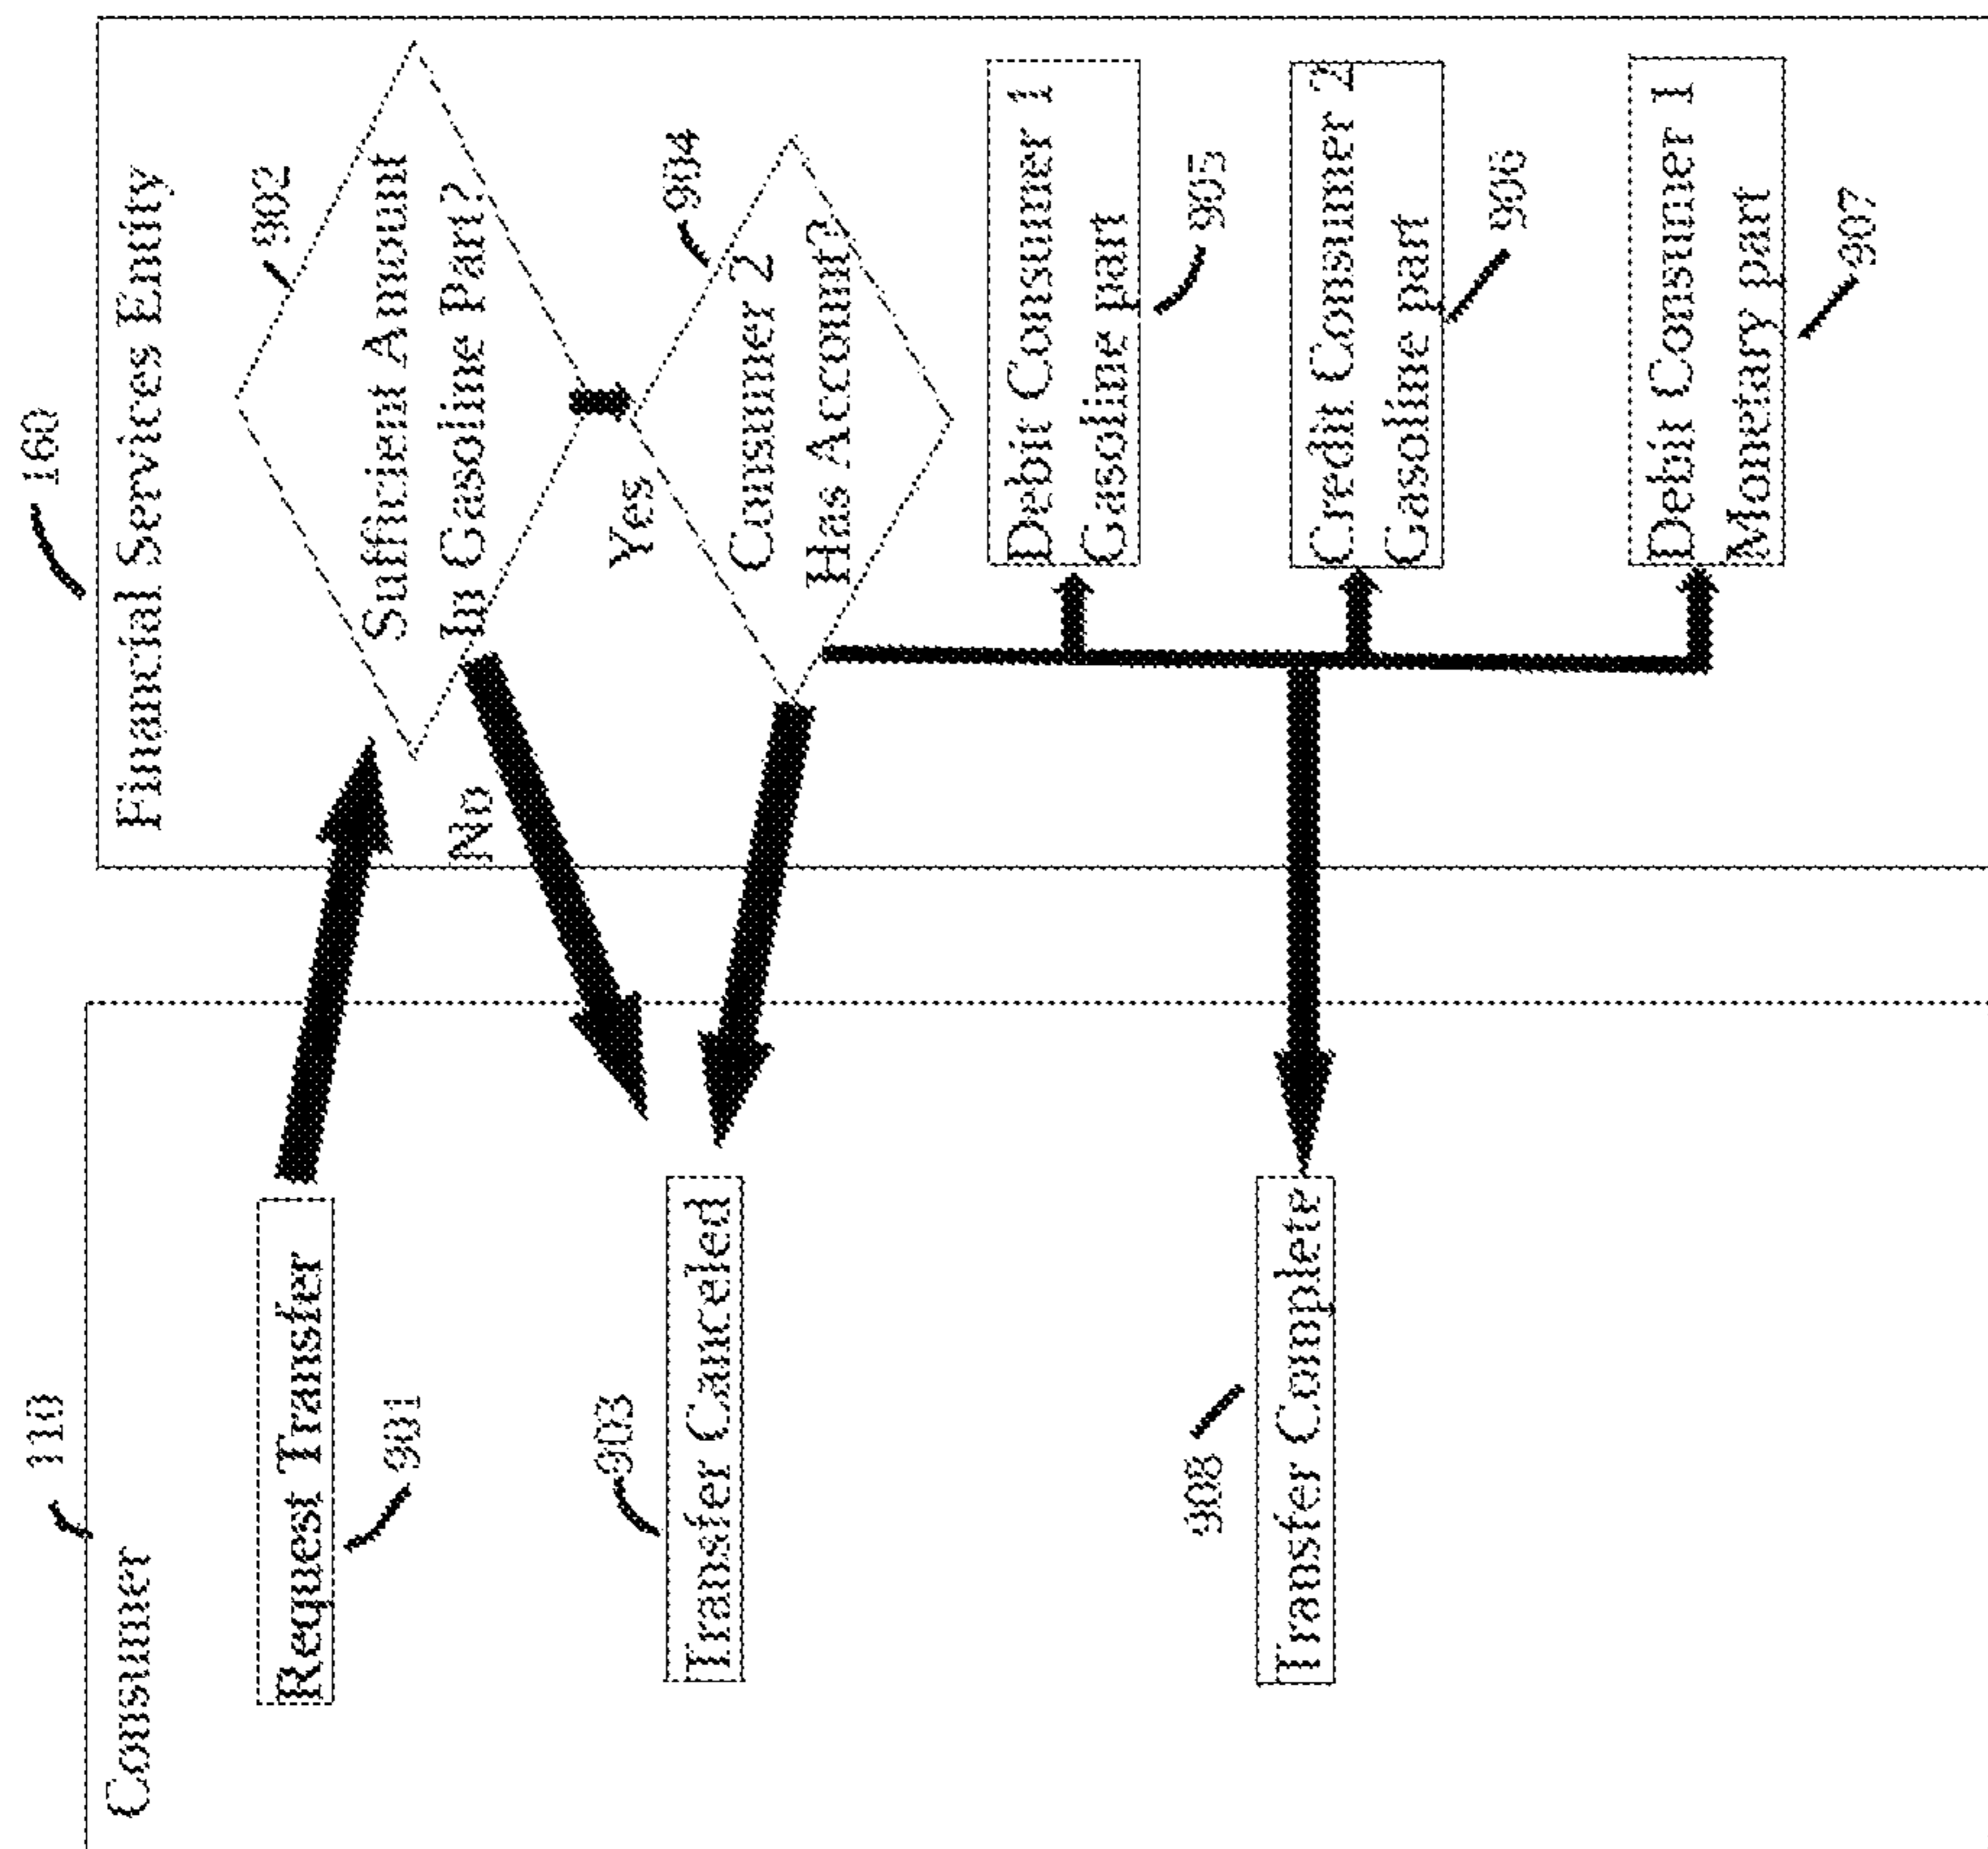 Consumer
110
Request Transfer
901
903
Transfer Canceled
908
Transfer Complete
160
Financial Services Entity
902
Sufficient Amount
In Gasoline Part?
No
Yes
904
Consumer 2
Has Account?
Debit Consumer 1
Gasoline part
905
Credit Consumer 2
Gasoline part
906
Debit Consumer 1
Monetary part
907